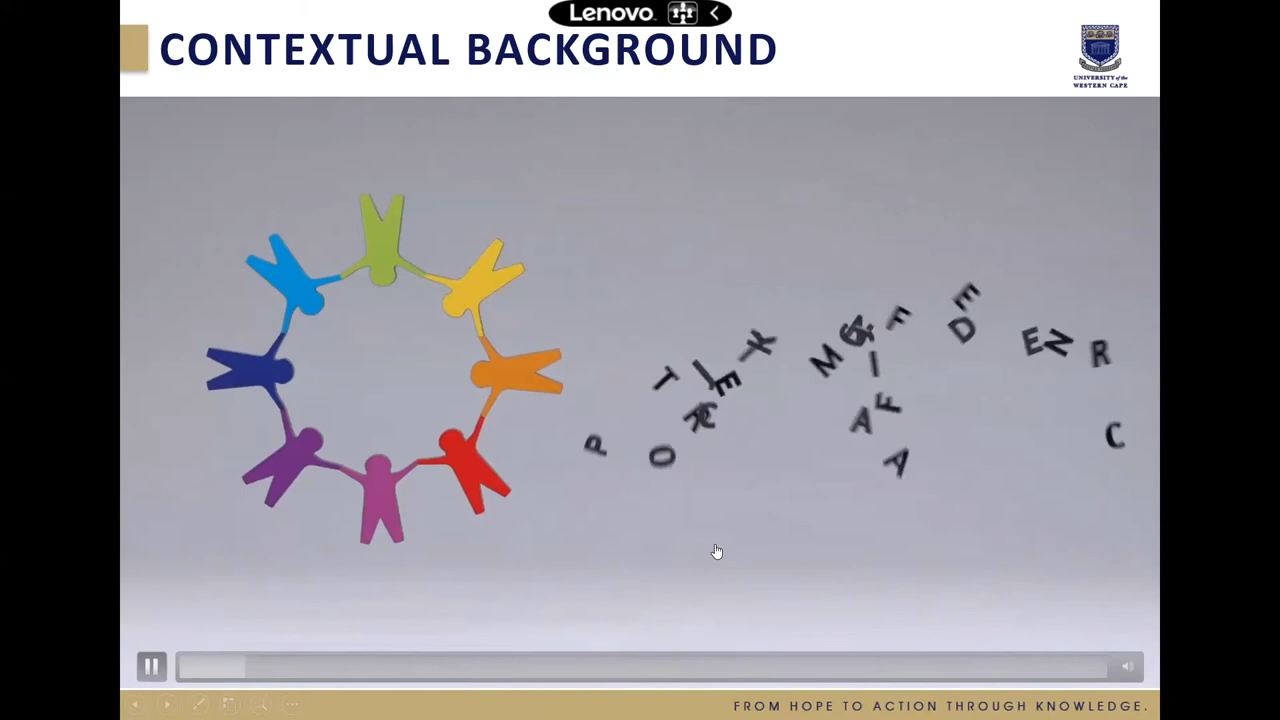 Lenovo
CONTEXTUAL BACKGROUND
UNIVERSITY of the
WESTERN CAPE
FROM HOPE TO ACTION THROUGH KNOWLEDGE.